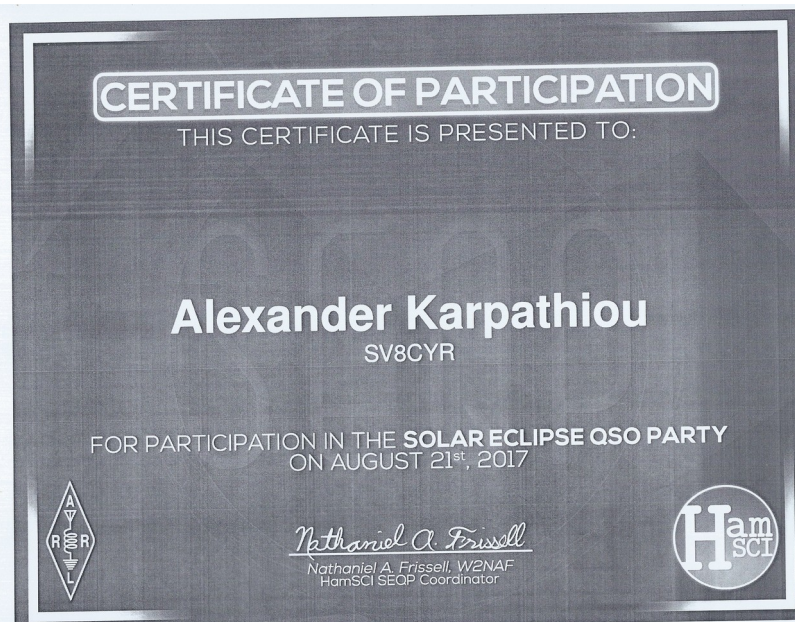 CERTIFICATE OF PARTICIPATION
THIS CERTIFICATE IS PRESENTED TO:
SEQP
Alexander Karpathiou
SV8CYR
FOR PARTICIPATION IN THE SOLAR ECLIPSE QSO PARTY
ON AUGUST 21st, 2017
A
R R
L
Nathaniel A. Frissell
Nathaniel A. Frissell, W2NAF
HamSCI SEQP Coordinator
Ham
SCI